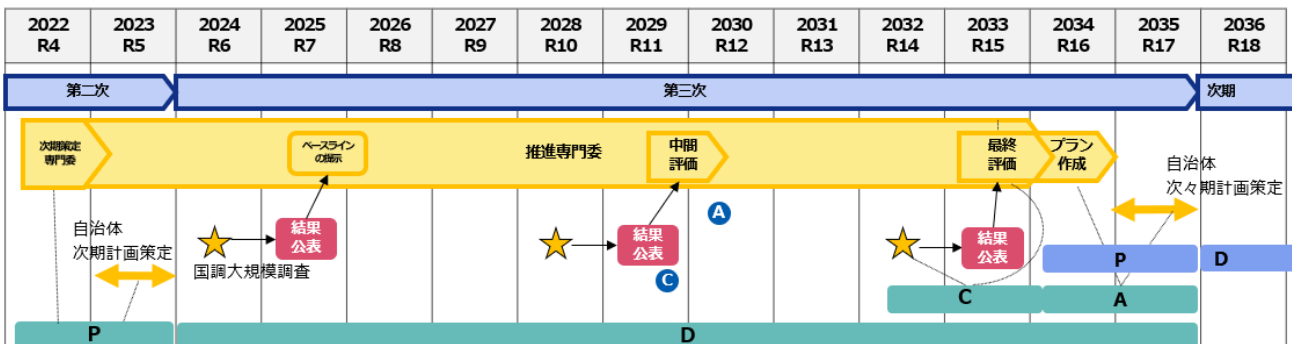 2022 2023 2024 2025 2026 2027 2028 2029 2030 2031 2032 2033 2034 2035 2036
R4 R5 R6 R7 R8 R9 R10 R11 R12 R13 R14 R15 R16 R17 R18
第二次 第三次 次期
次期策定
専門委
ベースライン
の提示
推進専門委
中間
評価
最終
評価
プラン
作成
自治体
次々期計画策定
自治体
次期計画策定
国調大規模調査
結果
公表
結果
公表
結果
公表
A
C
P D
C A
P D